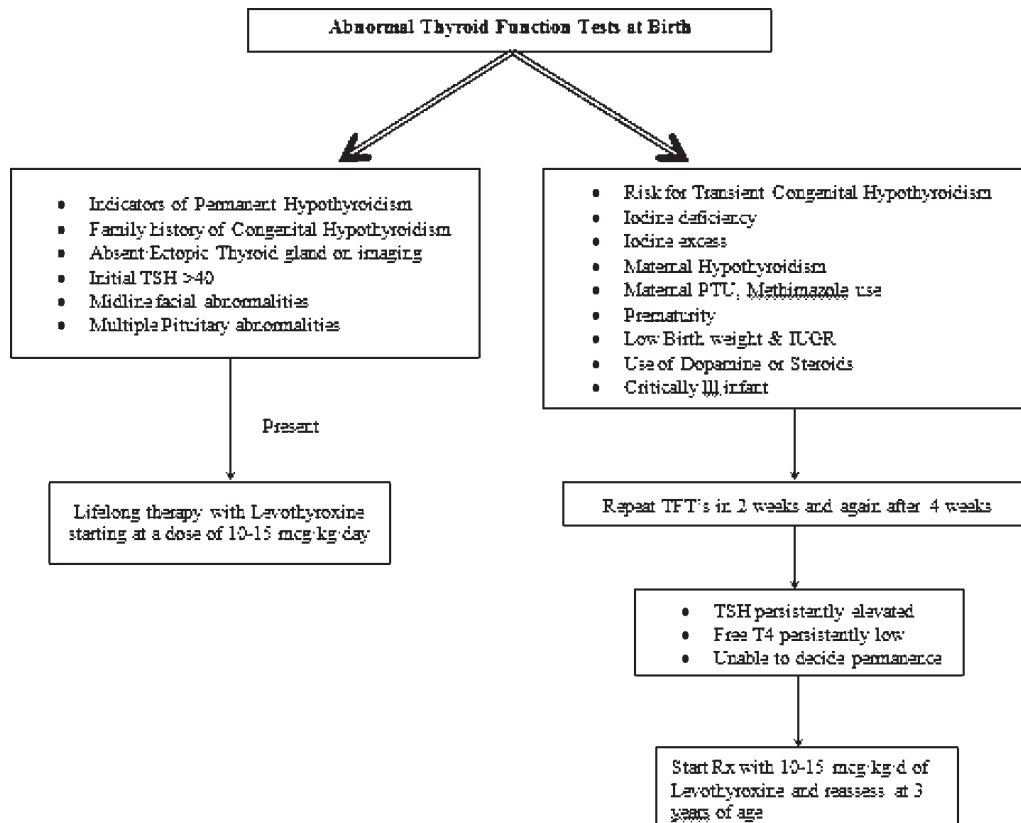 Abnormal Thyroid Function Tests at Birth
• Indicators of Permanent Hypothyroidism
• Family history of Congenital Hypothyroidism
• Absent/Ectopic Thyroid gland on imaging
• Initial TSH >40
• Midline facial abnormalities
• Multiple Pituitary abnormalities
Present
Lifelong therapy with Levothyroxine
starting at a dose of 10-15 mcg/kg/day
• Risk for Transient Congenital Hypothyroidism
• Iodine deficiency
• Iodine excess
• Maternal Hypothyroidism
• Maternal PTU, Methimazole use
• Prematurity
• Low Birth weight & IUGR
• Use of Dopamine or Steroids
• Critically Ill infant
Repeat TFT's in 2 weeks and again after 4 weeks
• TSH persistently elevated
• Free T4 persistently low
• Unable to decide permanence
Start Rx with 10-15 mcg/kg/d of
Levothyroxine and reassess at 3
years of age